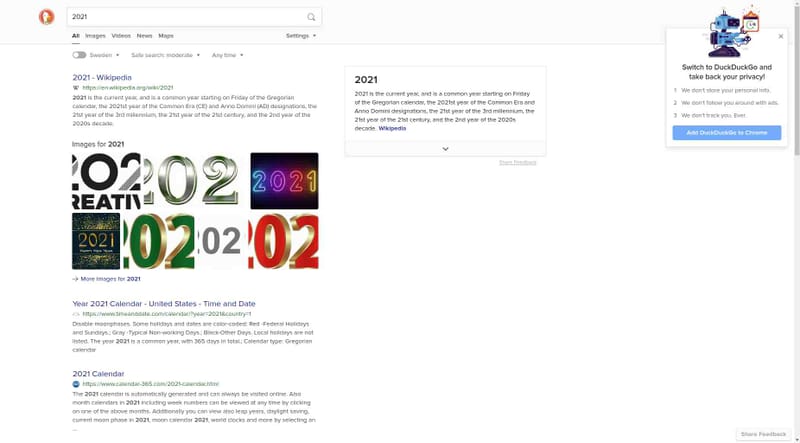 2021
All Images Videos News Maps Settings
Sweden Safe search: moderate Any time
2021 - Wikipedia
https://en.wikipedia.org/wiki/2021
2021 is the current year, and is a common year starting on Friday of the Gregorian
calendar, the 2021st year of the Common Era (CE) and Anno Domini (AD) designations, the
21st year of the 3rd millennium, the 21st year of the 21st century, and the 2nd year of the
2020s decade.
Images for 2021
202
REATIV
202
2021
2021
202
202
202
→ More Images for 2021
Year 2021 Calendar - United States - Time and Date
https://www.timeanddate.com/calendar/?year=2021&country=1
Disable moonphases. Some holidays and dates are color-coded: Red -Federal Holidays
and Sundays.; Gray -Typical Non-working Days.; Black-Other Days. Local holidays are not
listed. The year 2021 is a common year, with 365 days in total.; Calendar type: Gregorian
calendar
2021 Calendar
https://www.calendar-365.com/2021-calendar.html
The 2021 calendar is automatically generated and can always be visited online. Also
month calendars in 2021 including week numbers can be viewed at any time by clicking
on one of the above months. Additionally you can view also leap years, daylight saving,
current moon phase in 2021, moon calendar 2021, world clocks and more by selecting an
...
2021
2021 is the current year, and is a common year starting on Friday
of the Gregorian calendar, the 2021st year of the Common Era and
Anno Domini designations, the 21st year of the 3rd millennium,
the 21st year of the 21st century, and the 2nd year of the 2020s
decade. Wikipedia
Share Feedback
Switch to DuckDuckGo and
take back your privacy!
1 We don't store your personal info.
2 We don't follow you around with ads.
3 We don't track you. Ever.
Add DuckDuckGo to Chrome
Share Feedback